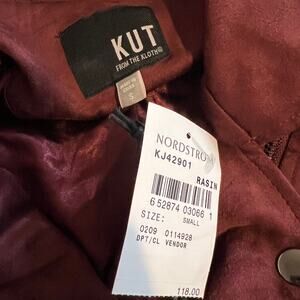 KUT
FROM THE KLOTH
S
NORDSTRO
KJ42901
RASIN
6 52874 03066 1
SIZE: SMALL
0209 0114928
DPT/CL VENDOR
118.00